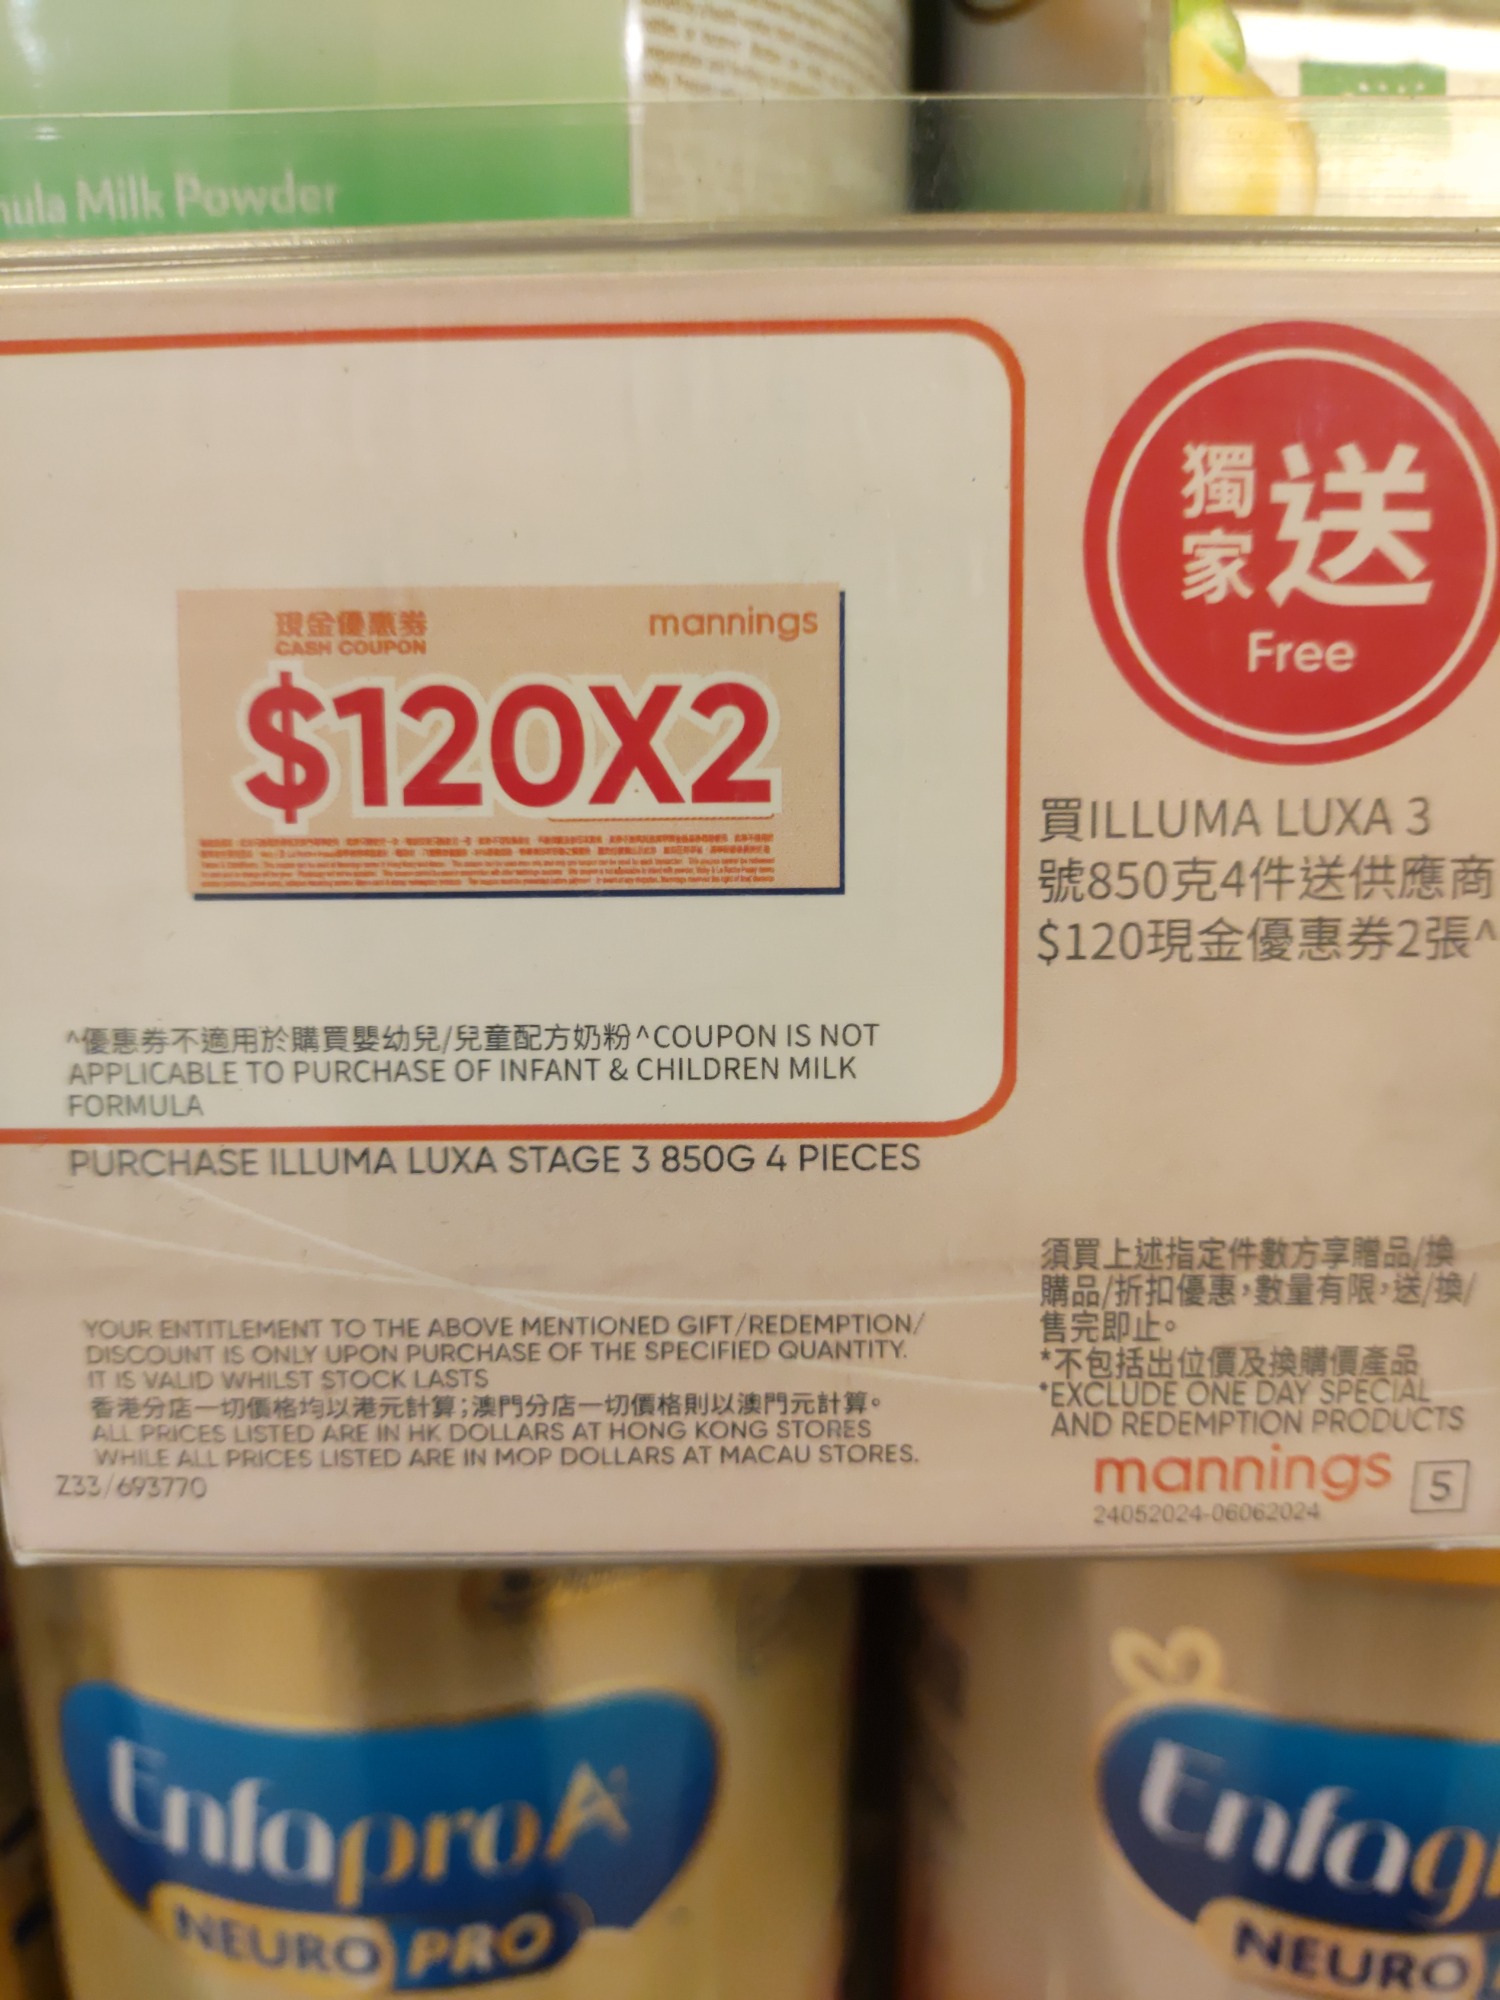 Milk Powder
現金優惠券
CASH COUPON
mannings
$120X2
獨家送
Free
買ILLUMA LUXA 3
號850克4件送供應商
$120現金優惠券2張^
^優惠券不適用於購買嬰幼兒/兒童配方奶粉^COUPON IS NOT
APPLICABLE TO PURCHASE OF INFANT & CHILDREN MILK
FORMULA
PURCHASE ILLUMA LUXA STAGE 3 850G 4 PIECES
YOUR ENTITLEMENT TO THE ABOVE MENTIONED GIFT/REDEMPTION/
DISCOUNT IS ONLY UPON PURCHASE OF THE SPECIFIED QUANTITY.
IT IS VALID WHILST STOCK LASTS
香港分店一切價格均以港元計算;澳門分店一切價格則以澳門元計算。
ALL PRICES LISTED ARE IN HK DOLLARS AT HONG KONG STORES
WHILE ALL PRICES LISTED ARE IN MOP DOLLARS AT MACAU STORES.
Z33/693770
須買上述指定件數方享贈品/換
購品/折扣優惠,數量有限,送/換/
售完即止。
*不包括出位價及換購價產品
*EXCLUDE ONE DAY SPECIAL
AND REDEMPTION PRODUCTS
mannings 5
24052024-06062024
EnfaproA+
NEURO PRO
Enfag
NEURO